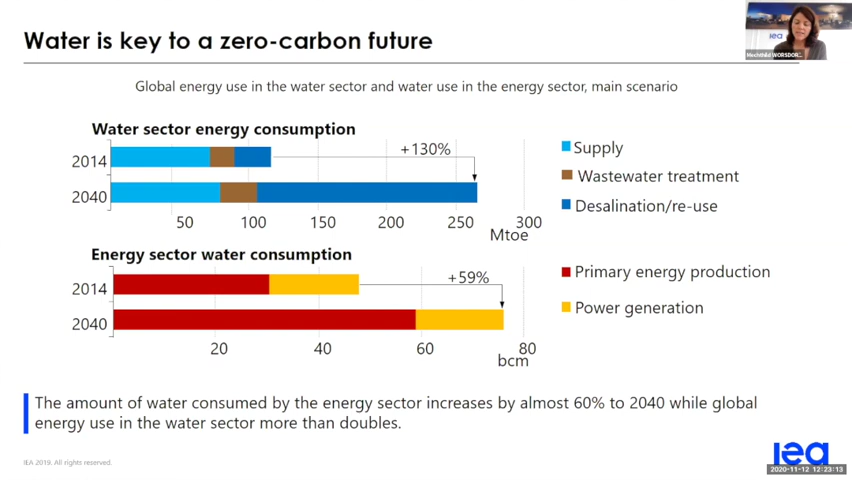 Water is key to a zero-carbon future
iea
Mechthild WORSDOR...
Global energy use in the water sector and water use in the energy sector, main scenario
Water sector energy consumption
+130%
2014
2040
50 100 150 200 250 300
Mtoe
Supply
Wastewater treatment
Desalination/re-use
Energy sector water consumption
+59%
2014
2040
20 40 60 80
bcm
Primary energy production
Power generation
The amount of water consumed by the energy sector increases by almost 60% to 2040 while global
energy use in the water sector more than doubles.
IEA 2019. All rights reserved.
iea
2020-11-12 12:23:13